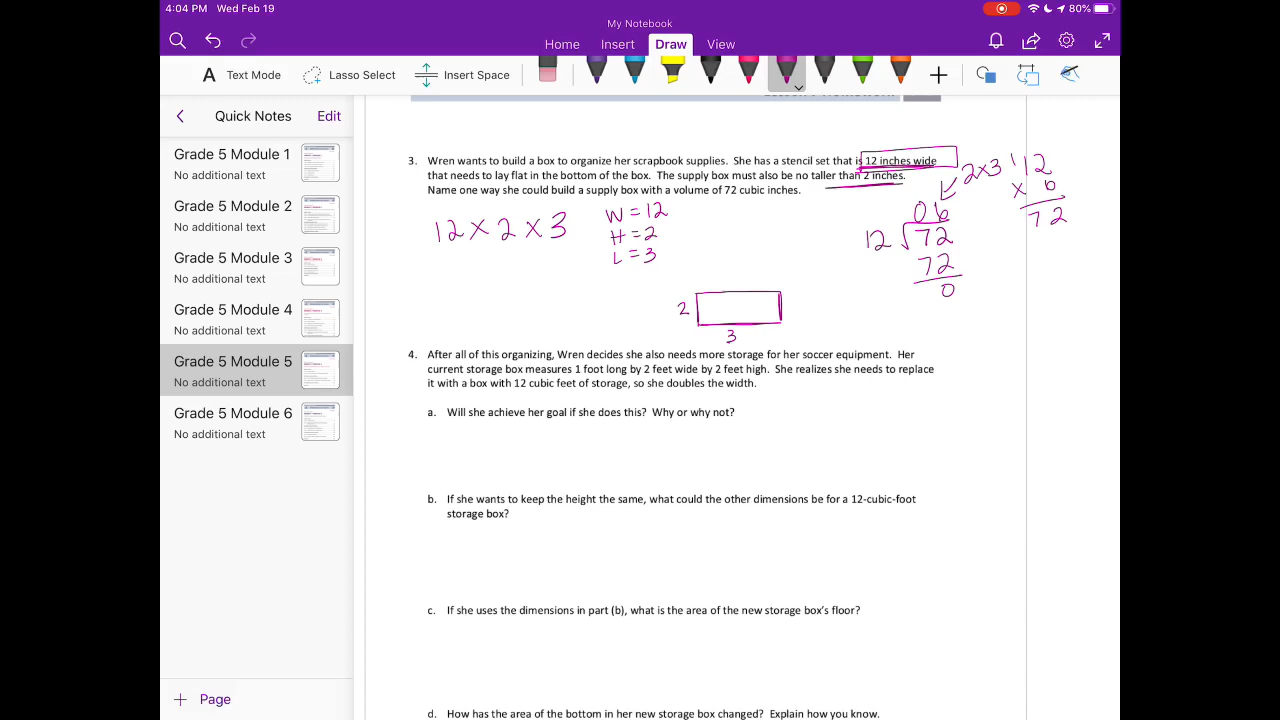 4:04 PM Wed Feb 19
80%
My Notebook
Home Insert Draw View
A Text Mode Lasso Select Insert Space
Quick Notes Edit
Grade 5 Module 1
No additional text
Grade 5 Module 2
No additional text
Grade 5 Module 3
No additional text
Grade 5 Module 4
No additional text
Grade 5 Module 5
No additional text
Grade 5 Module 6
No additional text
+ Page
3. Wren wants to build a box to organize her scrapbook supplies. She has a stencil set that is 12 inches wide
that needs to lay flat in the bottom of the box. The supply box must also be no taller than 2 inches.
Name one way she could build a supply box with a volume of 72 cubic inches.
12 × 2 × 3
W = 12
H = 2
L = 3
2
3
2×3
06
12 72
72
0
12
× 6
72
4. After all of this organizing, Wren decides she also needs more storage for her soccer equipment. Her
current storage box measures 1 foot long by 2 feet wide by 2 feet high. She realizes she needs to replace
it with a box with 12 cubic feet of storage, so she doubles the width.
a. Will she achieve her goal if she does this? Why or why not?
b. If she wants to keep the height the same, what could the other dimensions be for a 12-cubic-foot
storage box?
c. If she uses the dimensions in part (b), what is the area of the new storage box's floor?
d. How has the area of the bottom in her new storage box changed? Explain how you know.